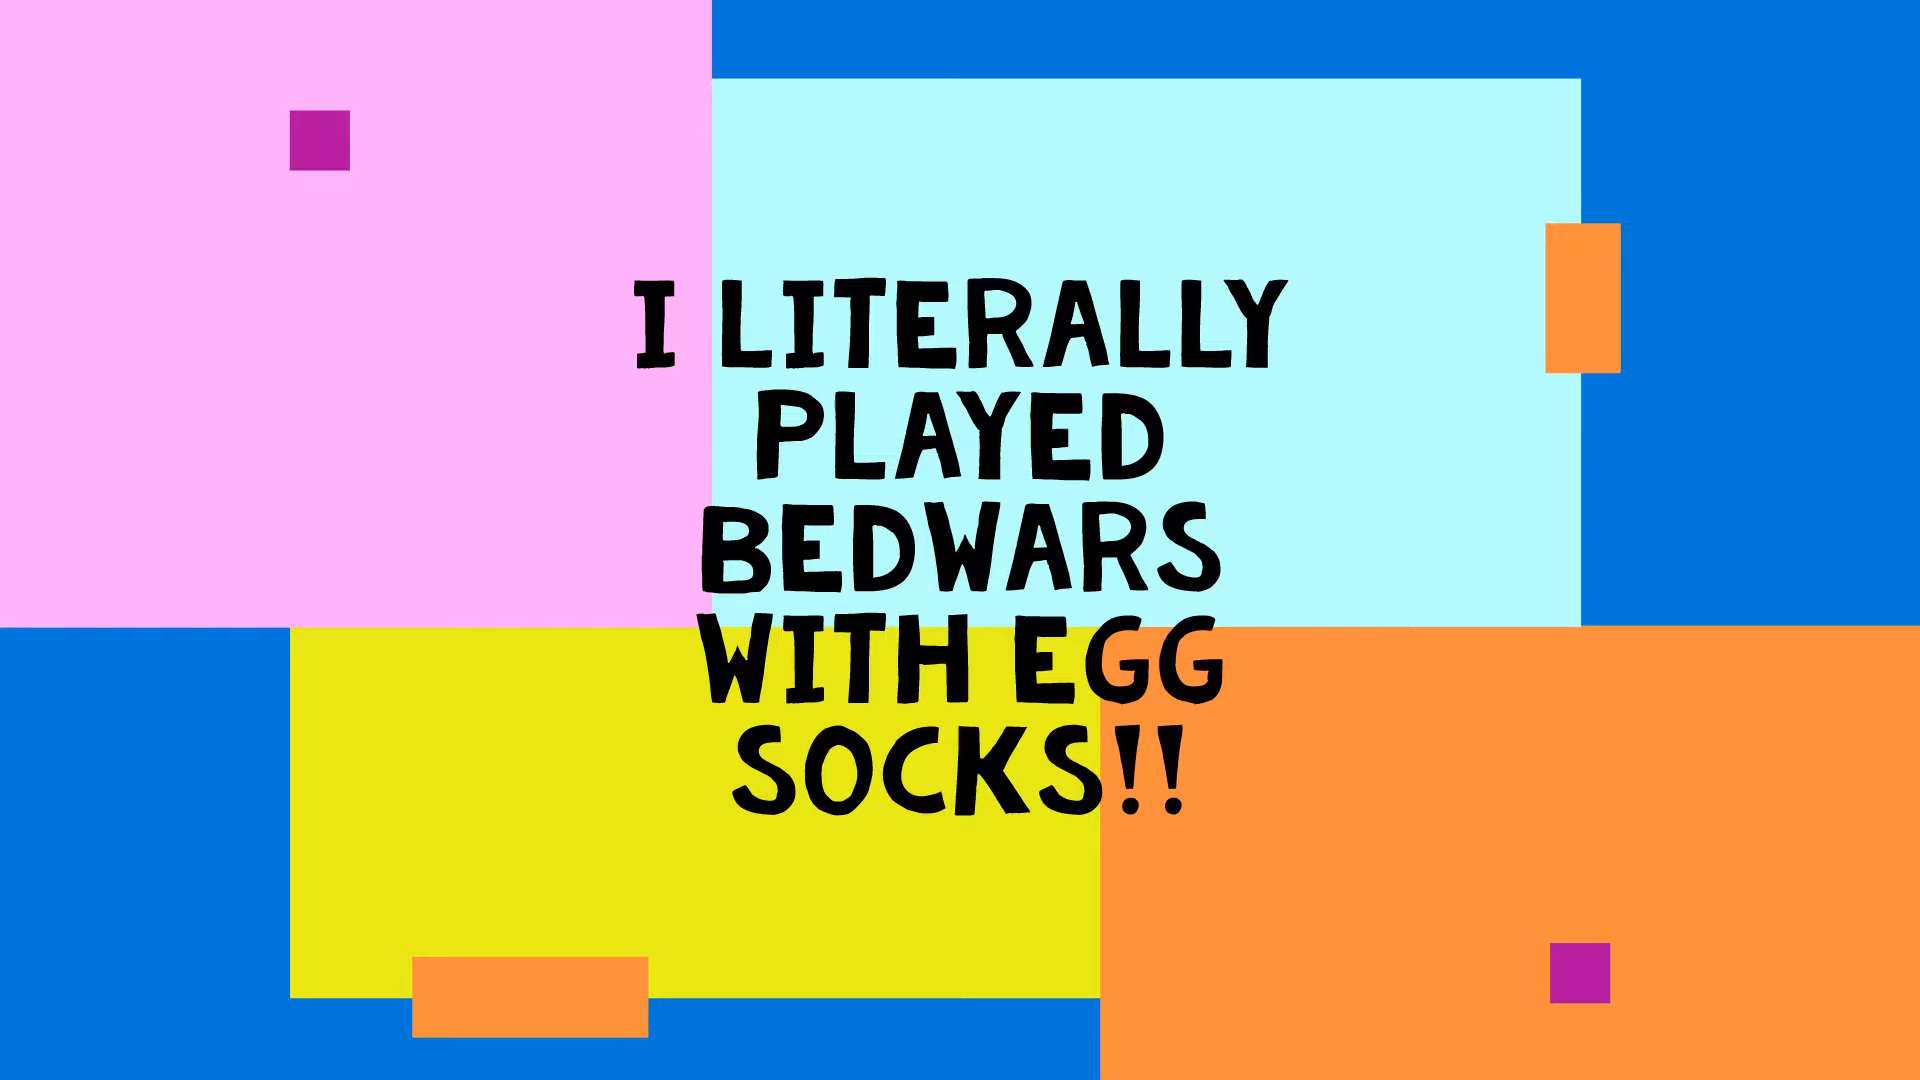 I LITERALLY
PLAYED
BEDWARS
WITH EGG
SOCKS!!